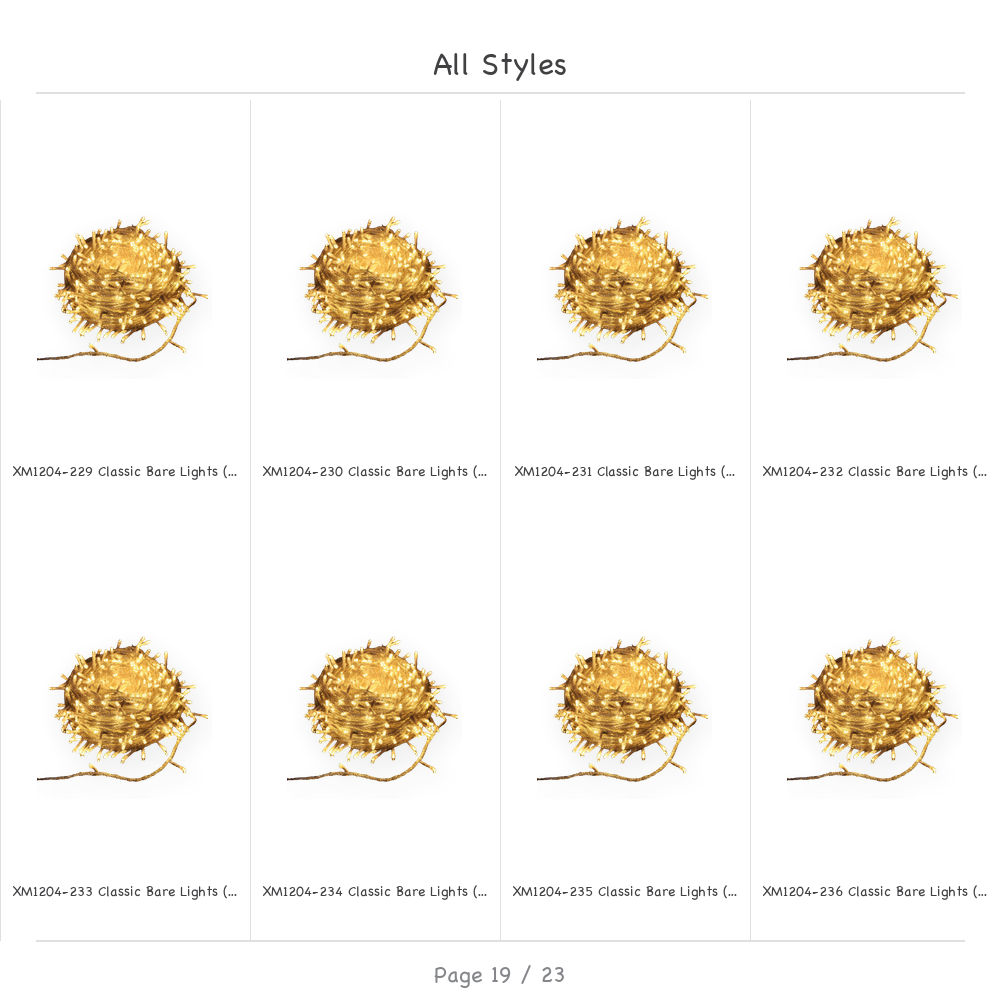 All Styles
XM1204-229 Classic Bare Lights (...
XM1204-230 Classic Bare Lights (...
XM1204-231 Classic Bare Lights (...
XM1204-232 Classic Bare Lights (...
XM1204-233 Classic Bare Lights (...
XM1204-234 Classic Bare Lights (...
XM1204-235 Classic Bare Lights (...
XM1204-236 Classic Bare Lights (...
Page 19 / 23